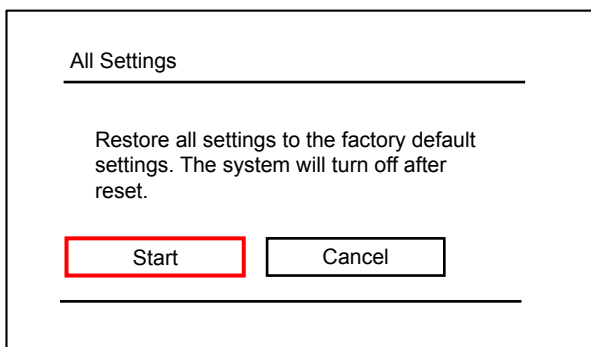 All Settings
Restore all settings to the factory default
settings. The system will turn off after
reset.
Start
Cancel